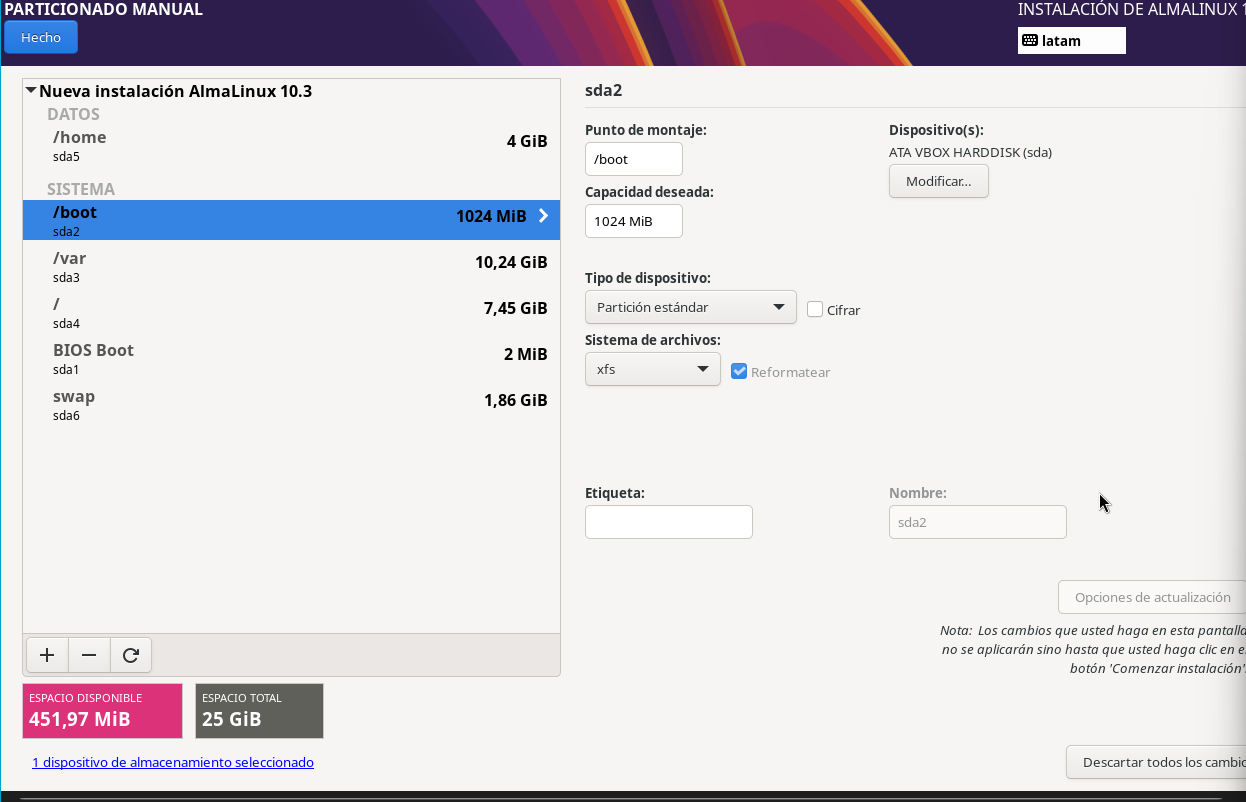 PARTICIONADO MANUAL
INSTALACIÓN DE ALMALINUX 1
Hecho
latam
Nueva instalación AlmaLinux 10.3
DATOS
/home
4 GiB
sda5
SISTEMA
/boot
1024 MiB
sda2
/var
10,24 GiB
sda3
/
7,45 GiB
sda4
BIOS Boot
2 MiB
sda1
swap
1,86 GiB
sda6
ESPACIO DISPONIBLE
451,97 MiB
ESPACIO TOTAL
25 GiB
1 dispositivo de almacenamiento seleccionado
sda2
Punto de montaje:
/boot
Capacidad deseada:
1024 MiB
Dispositivo(s):
ATA VBOX HARDDISK (sda)
Modificar...
Tipo de dispositivo:
Partición estándar
Cifrar
Sistema de archivos:
xfs
Reformatear
Etiqueta:
Nombre:
sda2
Opciones de actualización
Nota: Los cambios que usted haga en esta pantalla
no se aplicarán sino hasta que usted haga clic en e
botón 'Comenzar instalación'
Descartar todos los cambio